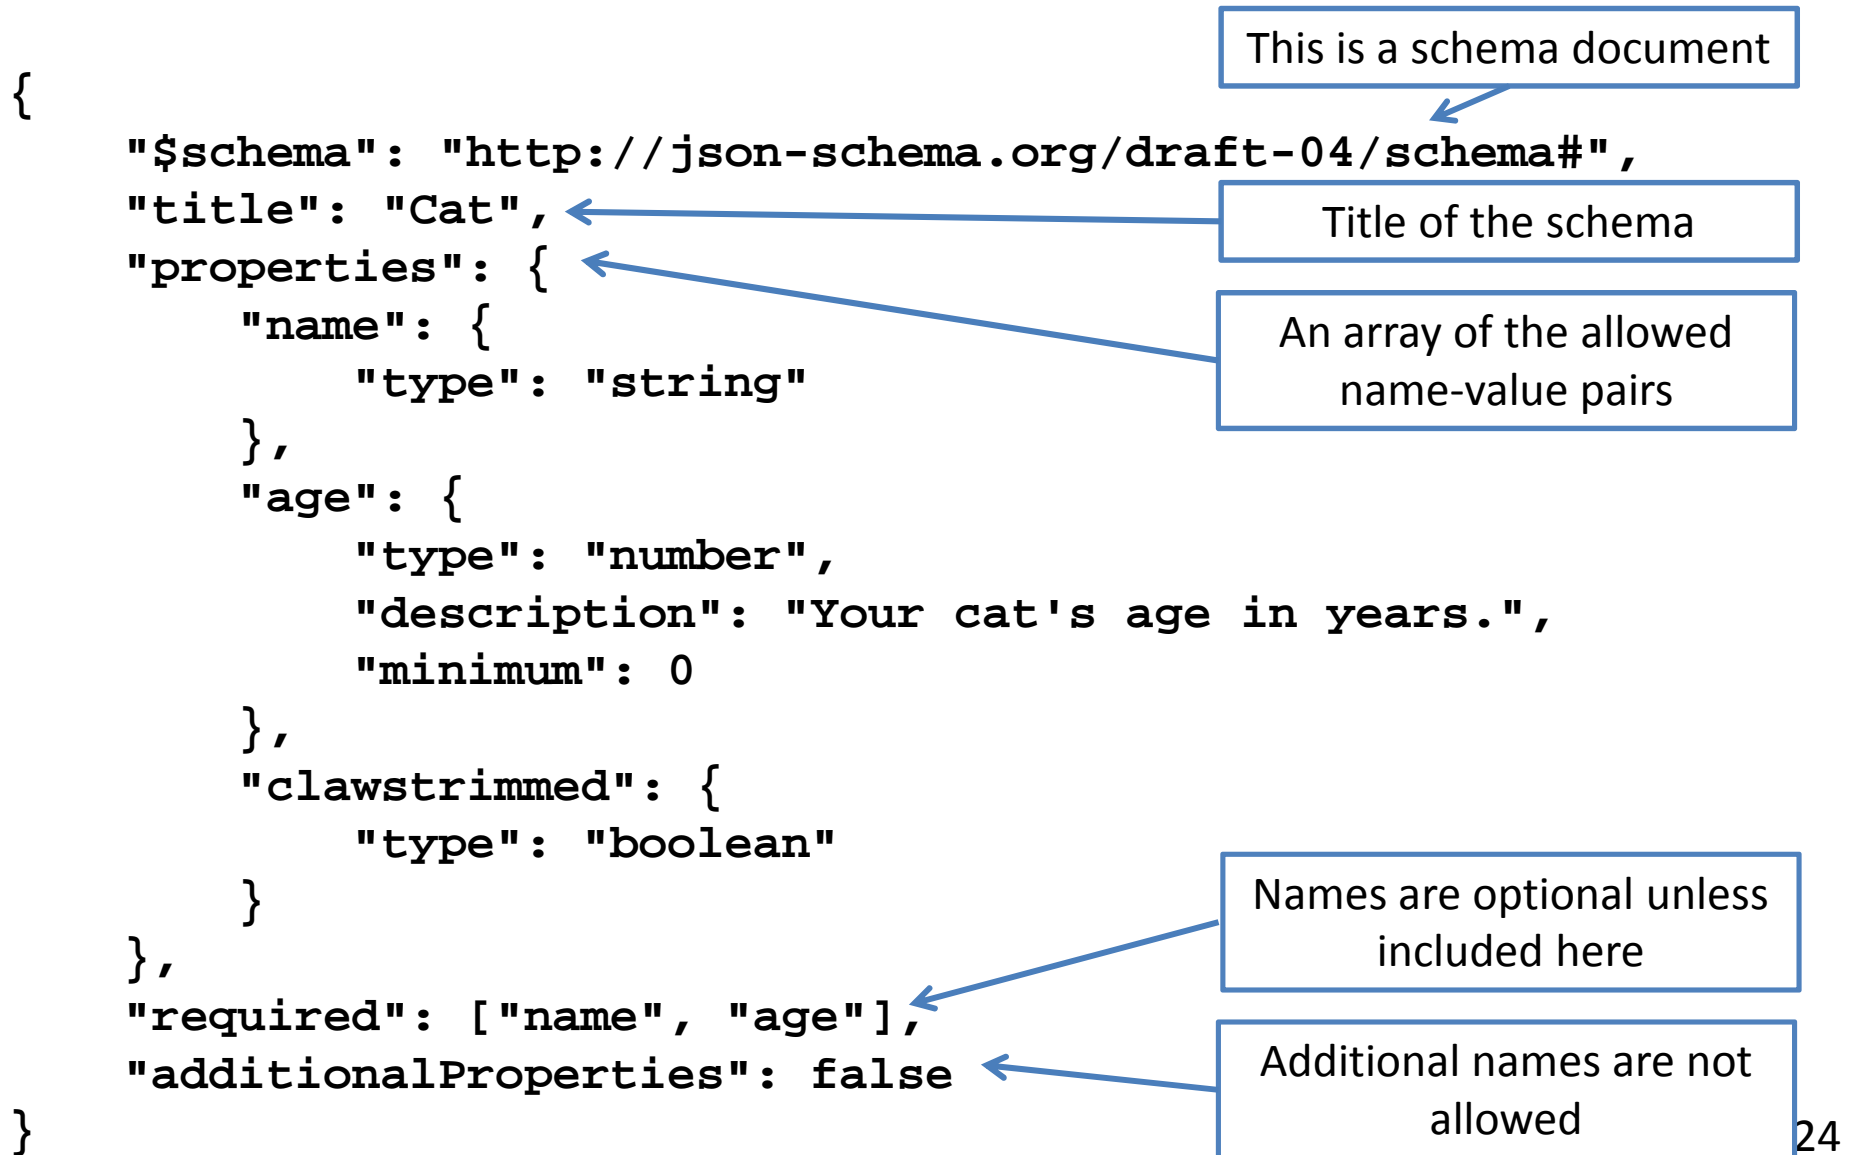 This is a schema document
{
"$schema": "http://json-schema.org/draft-04/schema#",
"title": "Cat",
Title of the schema
"properties": {
An array of the allowed
name-value pairs
"name": {
"type": "string"
},
"age": {
"type": "number",
"description": "Your cat's age in years.",
"minimum": 0
},
"clawstrimmed": {
"type": "boolean"
}
Names are optional unless
included here
},
"required": ["name", "age"],
"additionalProperties": false
Additional names are not
allowed
}
24